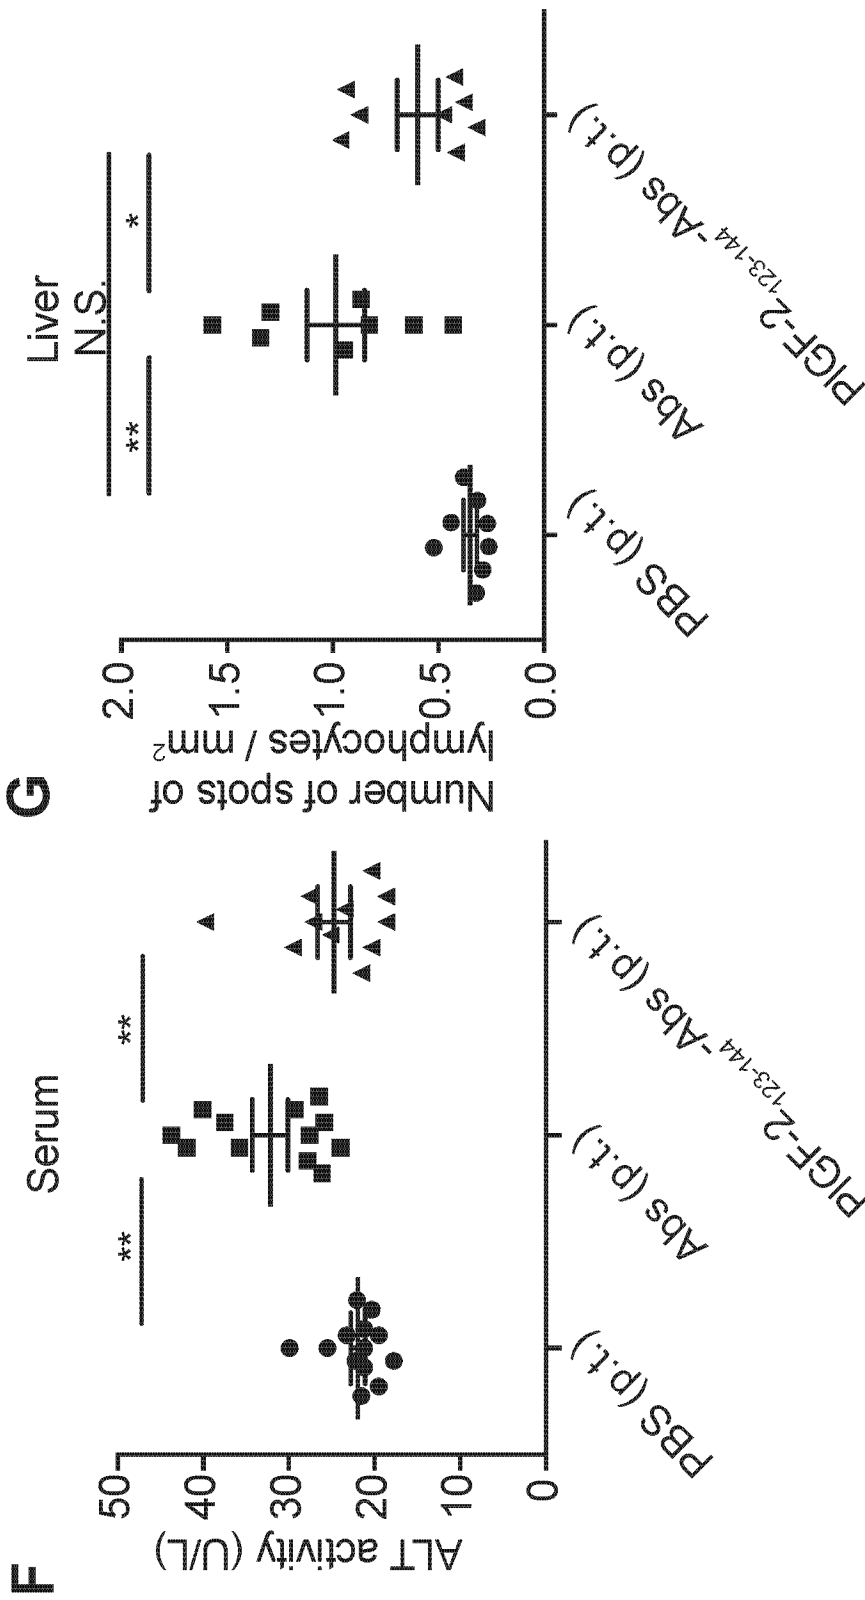 F
Serum
ALT activity (U/L)
50
40
30
20
10
0
**
**
PBS (p.t.)
Abs (p.t.)
PlGF-2123-144-Abs (p.t.)
G
Liver
N.S.
**
*
Number of spots of
lymphocytes / mm2
2.0
1.5
1.0
0.5
0.0
PBS (p.t.)
Abs (p.t.)
PlGF-2123-144-Abs (p.t.)